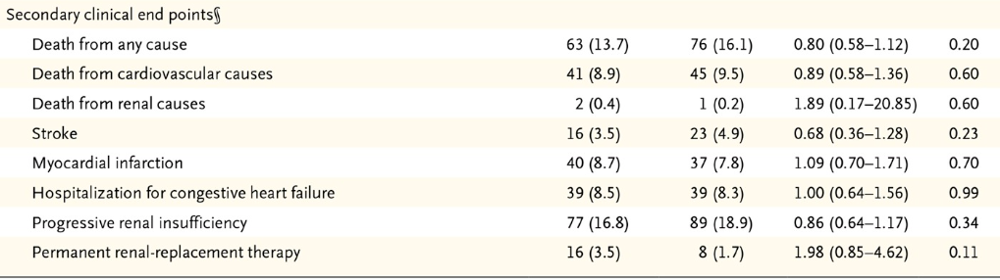 Secondary clinical end points§
Death from any cause 63 (13.7) 76 (16.1) 0.80 (0.58–1.12) 0.20
Death from cardiovascular causes 41 (8.9) 45 (9.5) 0.89 (0.58–1.36) 0.60
Death from renal causes 2 (0.4) 1 (0.2) 1.89 (0.17–20.85) 0.60
Stroke 16 (3.5) 23 (4.9) 0.68 (0.36–1.28) 0.23
Myocardial infarction 40 (8.7) 37 (7.8) 1.09 (0.70–1.71) 0.70
Hospitalization for congestive heart failure 39 (8.5) 39 (8.3) 1.00 (0.64–1.56) 0.99
Progressive renal insufficiency 77 (16.8) 89 (18.9) 0.86 (0.64–1.17) 0.34
Permanent renal-replacement therapy 16 (3.5) 8 (1.7) 1.98 (0.85–4.62) 0.11